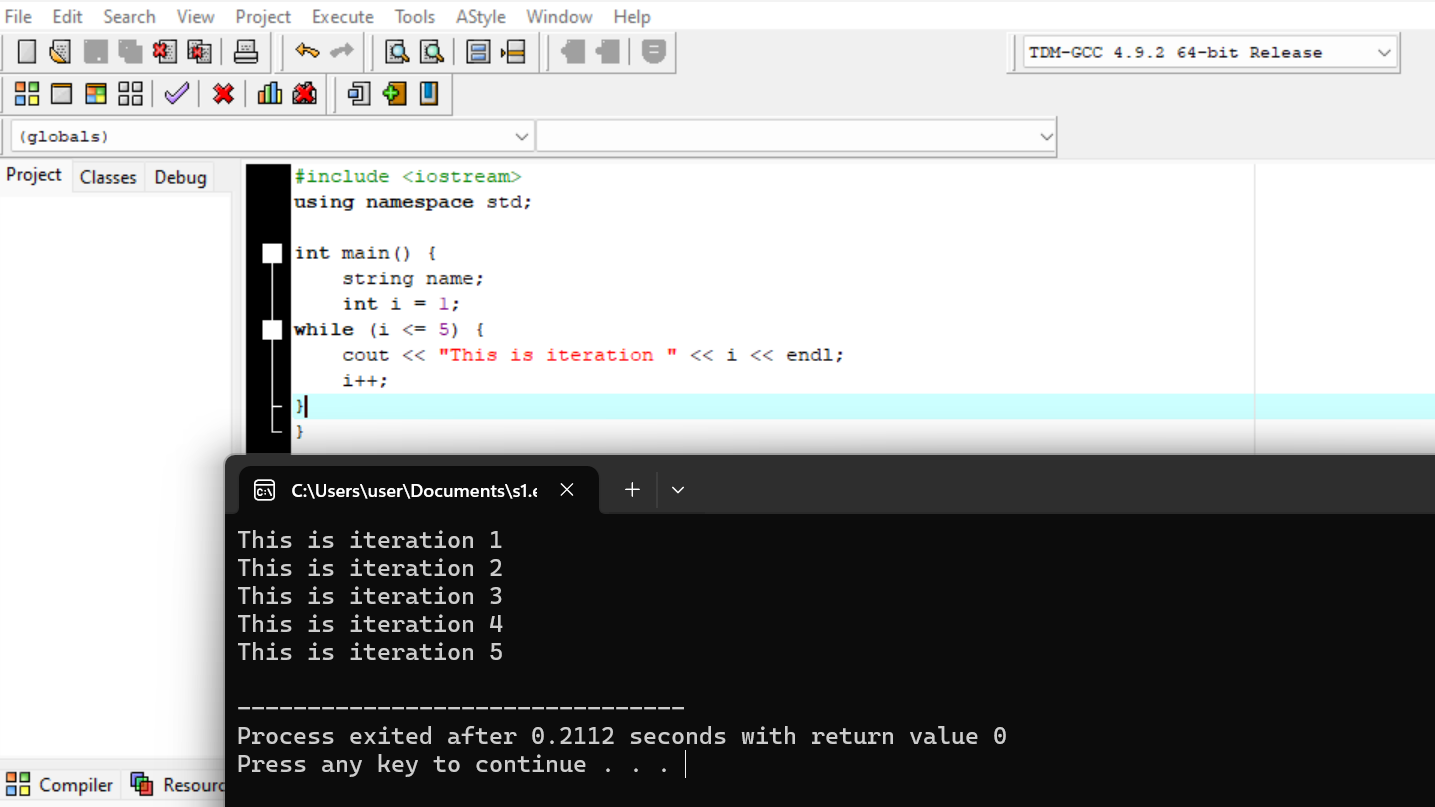 File Edit Search View Project Execute Tools AStyle Window Help
TDM-GCC 4.9.2 64-bit Release
(globals)
Project Classes Debug
#include <iostream>
using namespace std;
int main() {
    string name;
    int i = 1;
while (i <= 5) {
    cout << "This is iteration " << i << endl;
    i++;
}
}
C:\Users\user\Documents\s1.e
This is iteration 1
This is iteration 2
This is iteration 3
This is iteration 4
This is iteration 5
--------------------------------
Process exited after 0.2112 seconds with return value 0
Press any key to continue . . .
Compiler Resourc